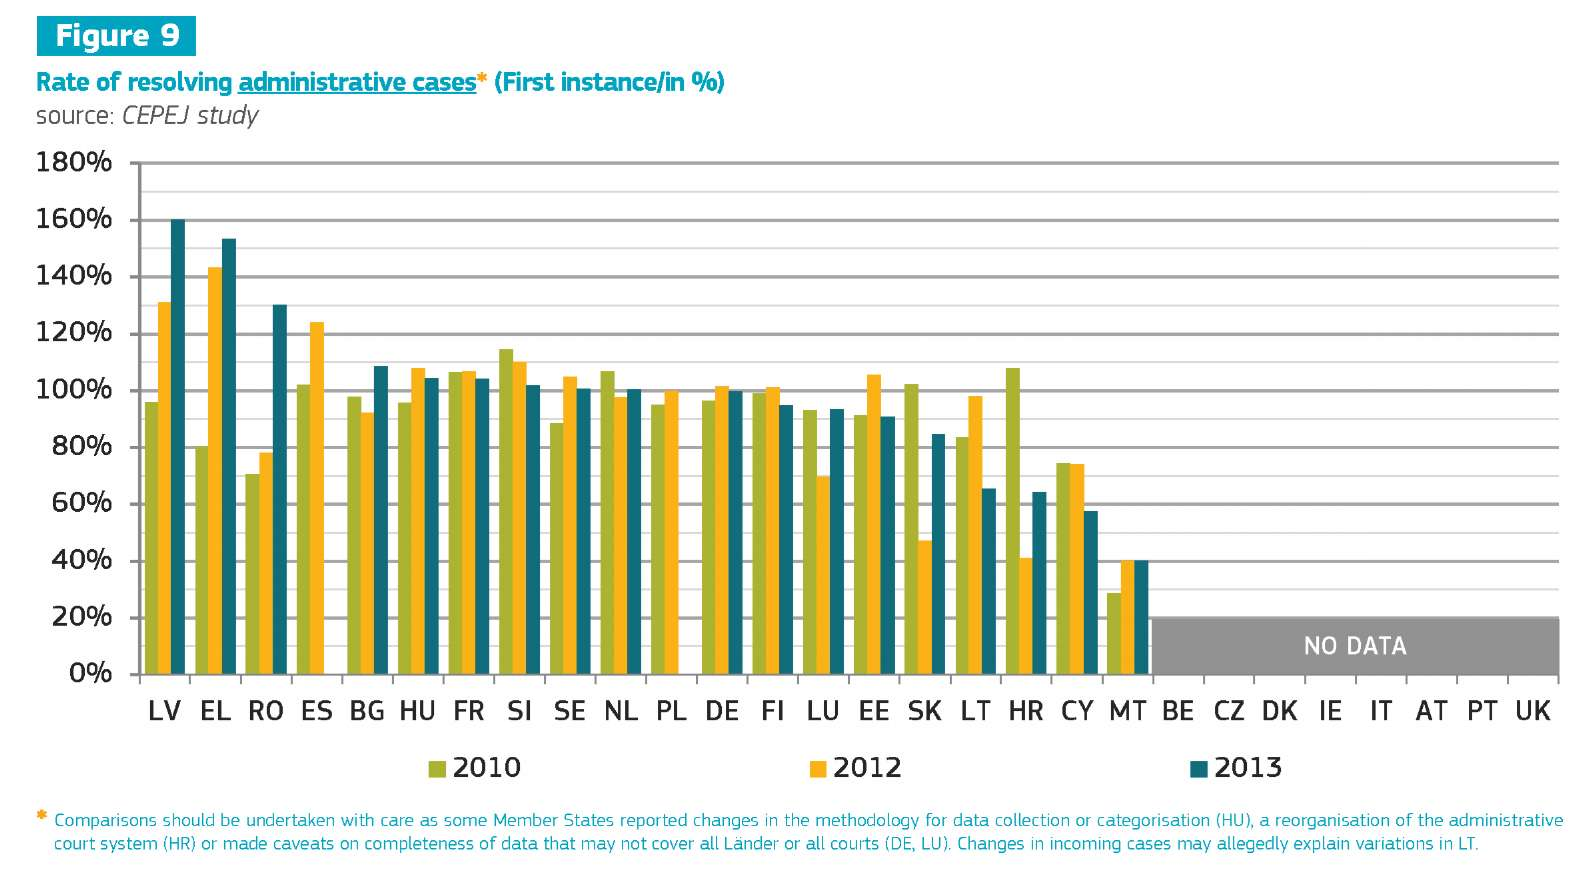 Figure 9
Rate of resolving administrative cases* (First instance/in %)
source: CEPEJ study
180%
160%
140%
120%
100%
80%
60%
40%
20%
0%
NO DATA
LV EL RO ES BG HU FR SI SE NL PL DE FI LU EE SK LT HR CY MT BE CZ DK IE IT AT PT UK
2010 2012 2013
* Comparisons should be undertaken with care as some Member States reported changes in the methodology for data collection or categorisation (HU), a reorganisation of the administrative
court system (HR) or made caveats on completeness of data that may not cover all Länder or all courts (DE, LU). Changes in incoming cases may allegedly explain variations in LT.